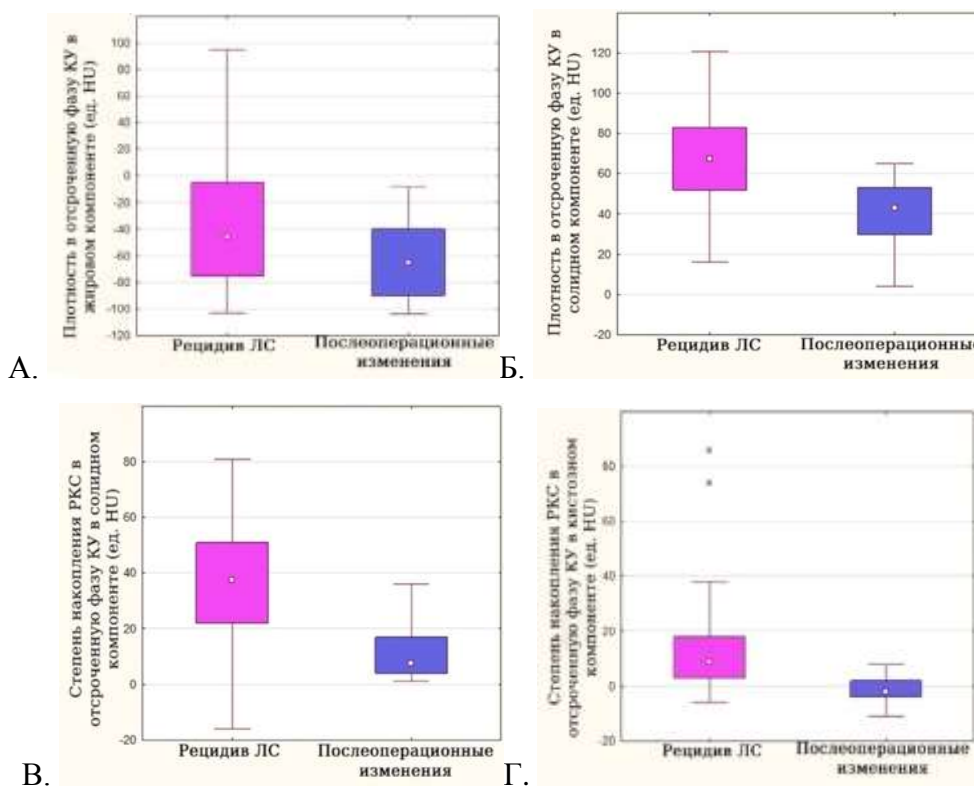 Плотность в отсроченную фазу КУ в
жировом компоненте (ед. HU)
100
80
60
40
20
0
-20
-40
-60
-80
-100
-120
Рецидив ЛС
Послеоперационные
изменения
А.
Плотность в отсроченную фазу КУ в
солидном компоненте (ед. HU)
120
100
80
60
40
20
0
-20
Рецидив ЛС
Послеоперационные
изменения
Б.
Степень накопления РКС в
отсроченную фазу КУ в солидном
компоненте (ед. HU)
80
60
40
20
0
-20
Рецидив ЛС
Послеоперационные
изменения
В.
Степень накопления РКС в
отсроченную фазу КУ в кистозном
компоненте (ед. HU)
80
60
40
20
0
-20
Рецидив ЛС
Послеоперационные
изменения
Г.